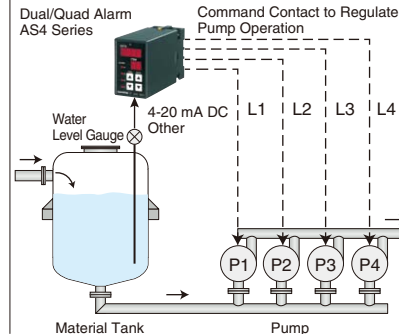 Dual/Quad Alarm
AS4 Series
Command Contact to Regulate
Pump Operation
4-20 mA DC
Other
L1 L2 L3 L4
Water
Level Gauge
P1 P2 P3 P4
Material Tank
Pump